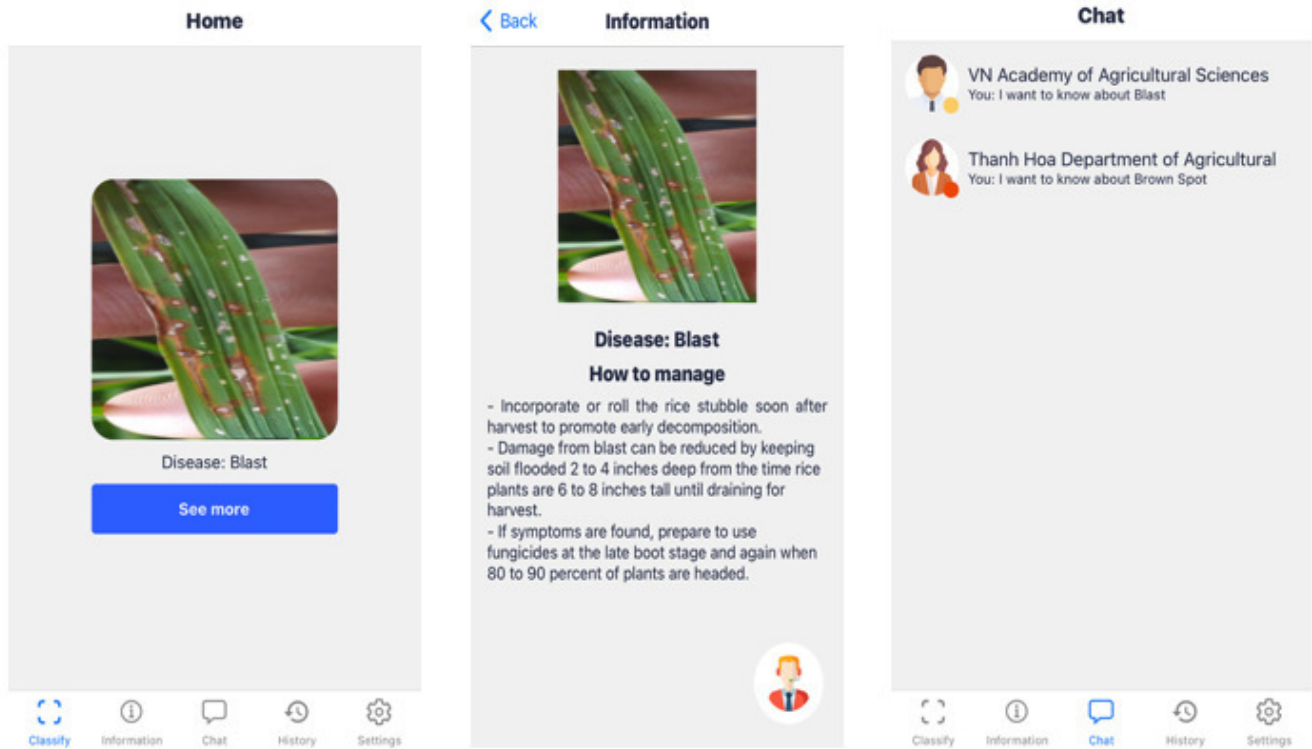 Home
Disease: Blast
See more
Classify
Information
Chat
History
Settings
Back
Information
Disease: Blast
How to manage
- Incorporate or roll the rice stubble soon after
harvest to promote early decomposition.
- Damage from blast can be reduced by keeping
soil flooded 2 to 4 inches deep from the time rice
plants are 6 to 8 inches tall until draining for
harvest.
- If symptoms are found, prepare to use
fungicides at the late boot stage and again when
80 to 90 percent of plants are headed.
Chat
VN Academy of Agricultural Sciences
You: I want to know about Blast
Thanh Hoa Department of Agricultural
You: I want to know about Brown Spot
Classify
Information
Chat
History
Settings